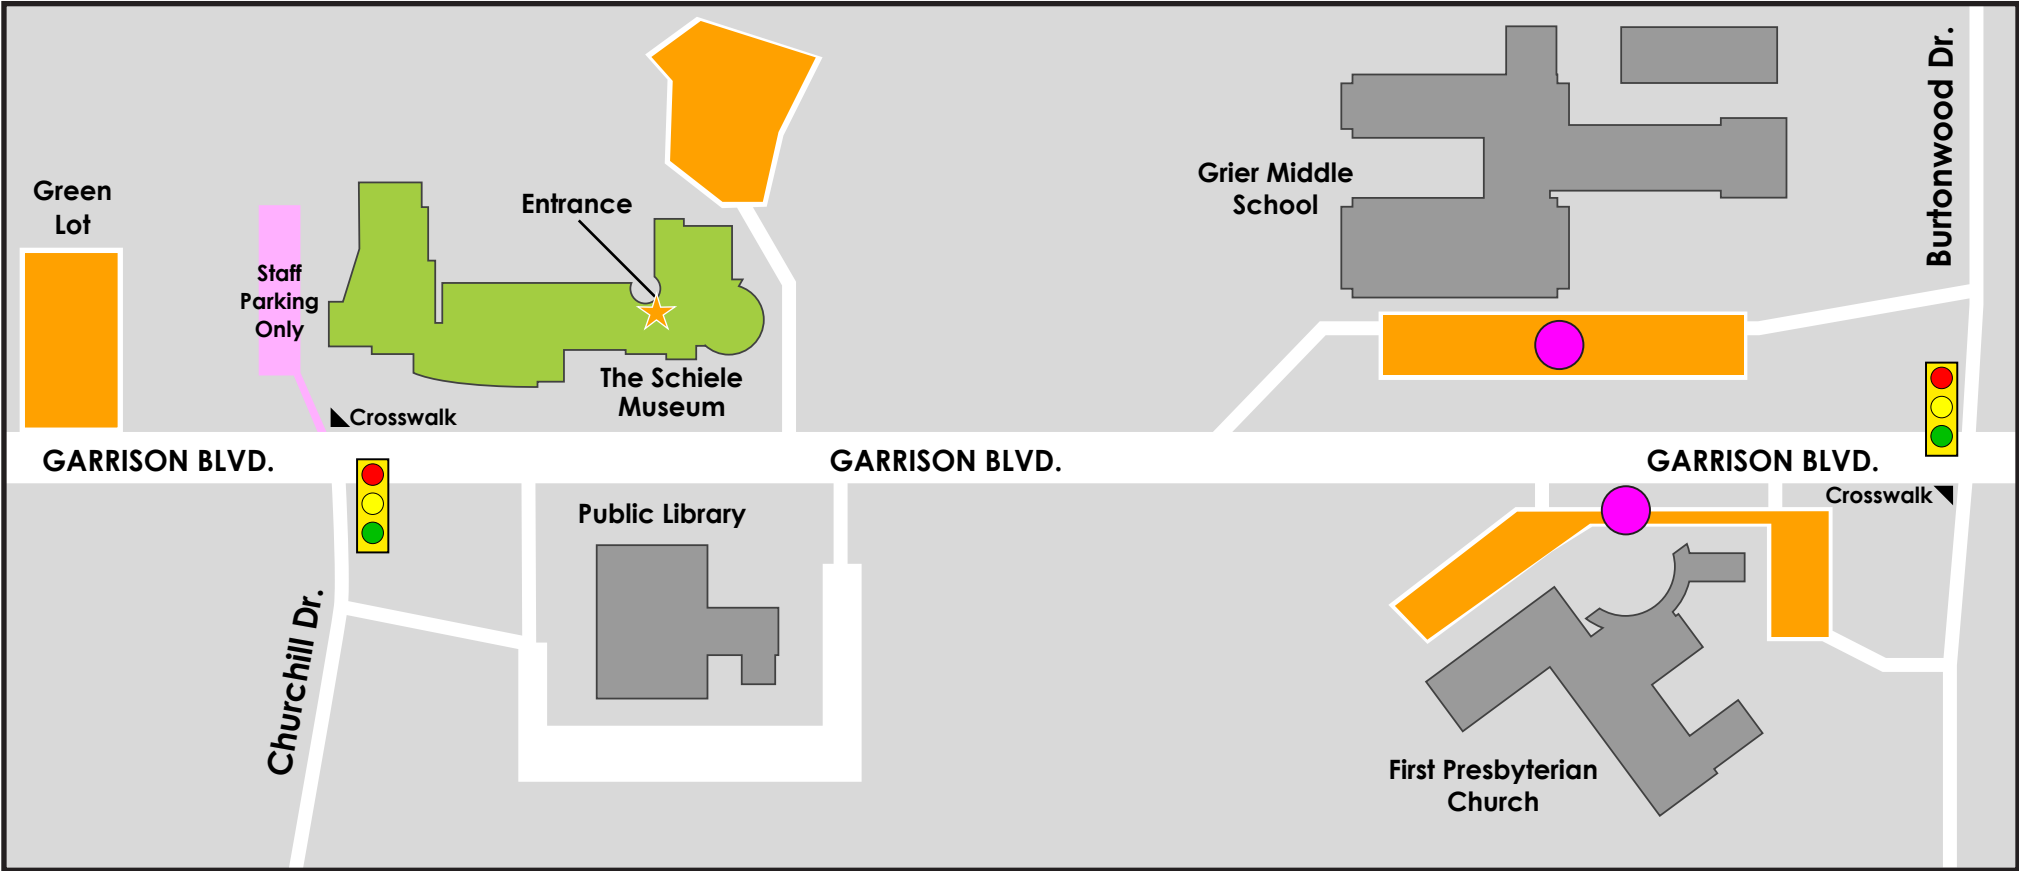 Green
Lot
Staff
Parking
Only
Entrance
The Schiele
Museum
Crosswalk
Grier Middle
School
Burtonwood Dr.
GARRISON BLVD.
GARRISON BLVD.
GARRISON BLVD.
Crosswalk
Public Library
Churchill Dr.
First Presbyterian
Church